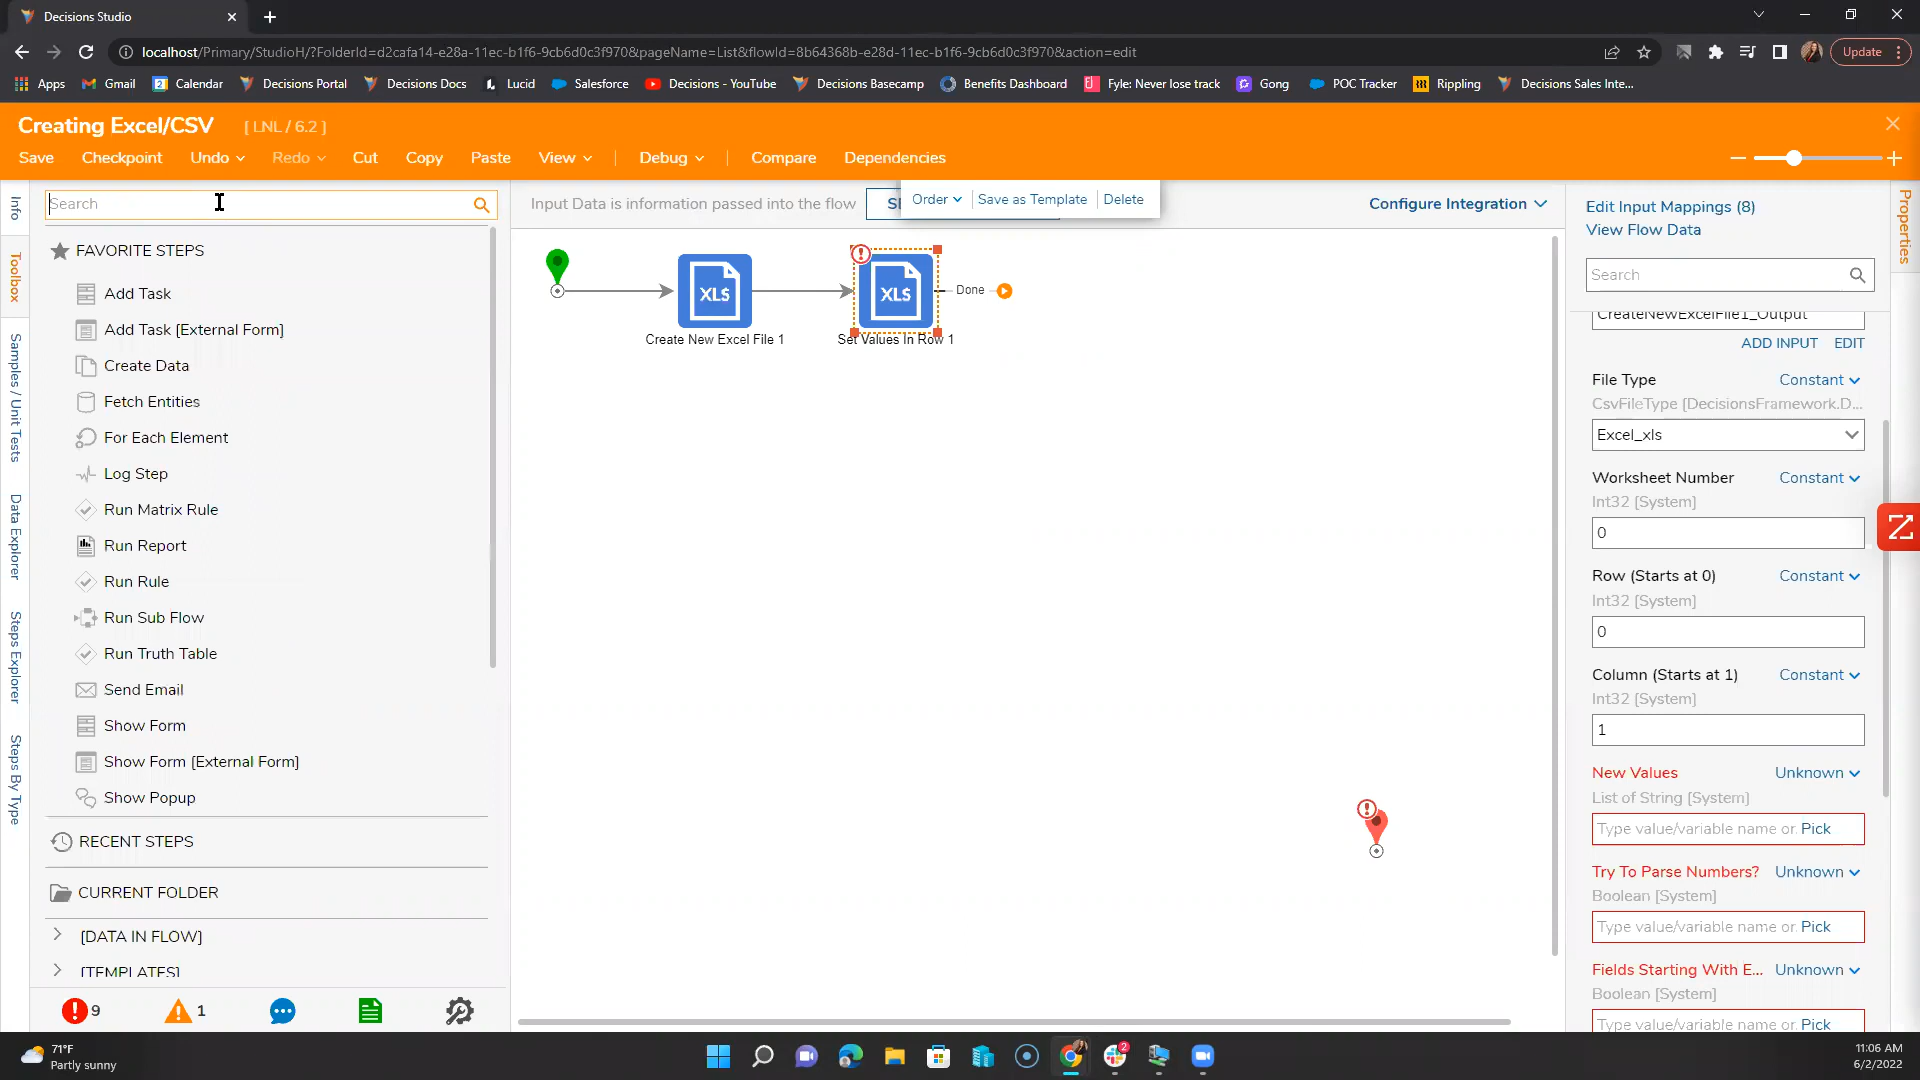 Decisions Studio
localhost/Primary/StudioH/?FolderId=d2cafa14-e28a-11ec-b1f6-9cb6d0c3f970&pageName=List&flowId=8b64368b-e28d-11ec-b1f6-9cb6d0c3f970&action=edit
Update
Apps
Gmail
Calendar
Decisions Portal
Decisions Docs
Lucid
Salesforce
Decisions - YouTube
Decisions Basecamp
Benefits Dashboard
Fyle: Never lose track
Gong
POC Tracker
Rippling
Decisions Sales Inte...
Creating Excel/CSV [ LNL / 6.2 ]
Save
Checkpoint
Undo
Redo
Cut
Copy
Paste
View
Debug
Compare
Dependencies
Info
Toolbox
Samples / Unit Tests
Data Explorer
Steps Explorer
Steps By Type
Search
FAVORITE STEPS
Add Task
Add Task [External Form]
Create Data
Fetch Entities
For Each Element
Log Step
Run Matrix Rule
Run Report
Run Rule
Run Sub Flow
Run Truth Table
Send Email
Show Form
Show Form [External Form]
Show Popup
RECENT STEPS
CURRENT FOLDER
[DATA IN FLOW]
[TEMPLATES]
9
1
Input Data is information passed into the flow
Order
Save as Template
Delete
Configure Integration
XLS
Create New Excel File 1
XLS
Set Values In Row 1
Done
Properties
Edit Input Mappings (8)
View Flow Data
Search
CreateNewExcelFile1_Output
ADD INPUT EDIT
File Type Constant
CsvFileType [DecisionsFramework.D...
Excel_xls
Worksheet Number Constant
Int32 [System]
0
Row (Starts at 0) Constant
Int32 [System]
0
Column (Starts at 1) Constant
Int32 [System]
1
New Values Unknown
List of String [System]
Type value/variable name or Pick
Try To Parse Numbers? Unknown
Boolean [System]
Type value/variable name or Pick
Fields Starting With E... Unknown
Boolean [System]
Type value/variable name or Pick
71°F
Partly sunny
2
11:06 AM
6/2/2022